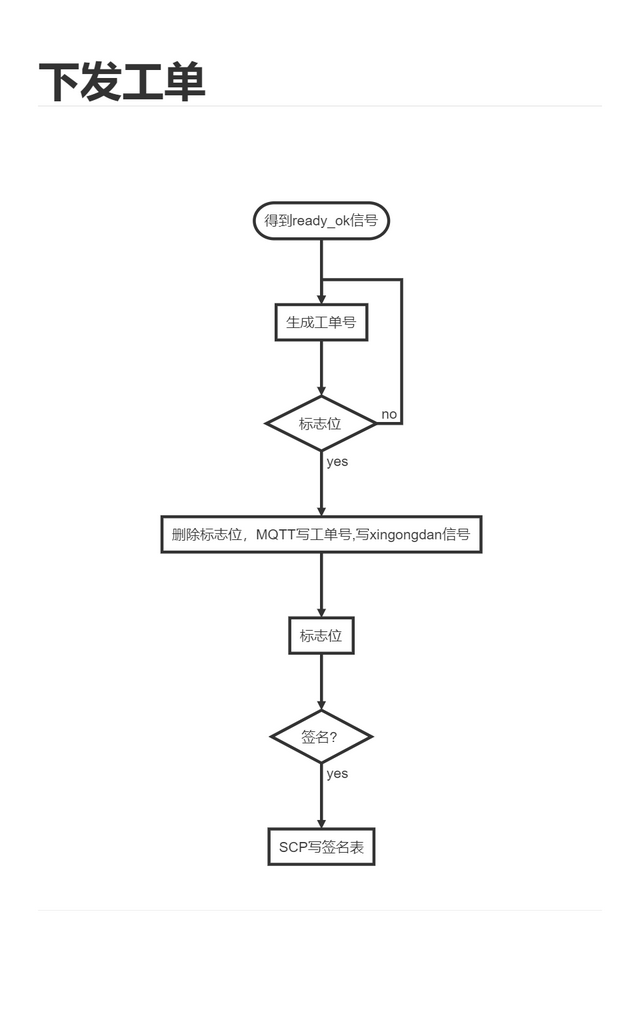 下发工单
得到ready_ok信号
生成工单号
标志位
no
yes
删除标志位，MQTT写工单号,写xingongdan信号
标志位
签名?
yes
SCP写签名表